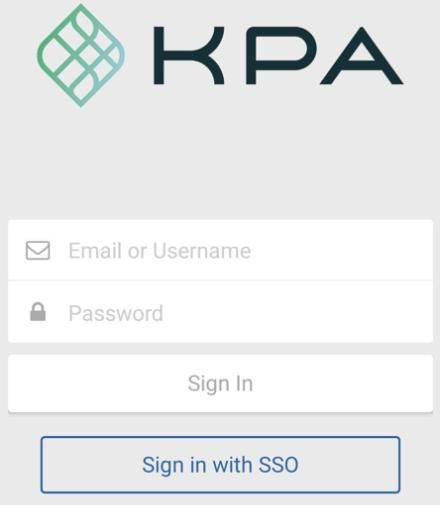 KPA
Email or Username
Password
Sign In
Sign in with SSO